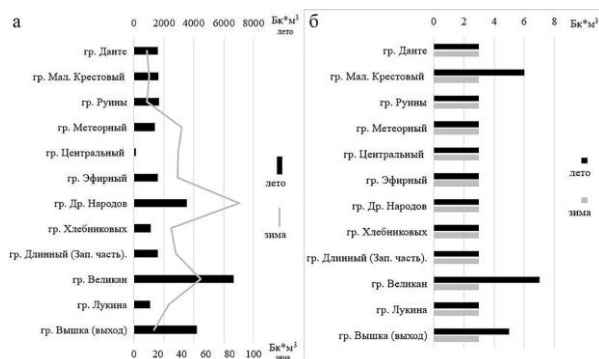 а
0 2000 4000 6000 8000 Бк*м³
лето
гр. Данте
гр. Мал. Крестовый
гр. Руины
гр. Метеорный
гр. Центральный
гр. Эфирный
гр. Др. Народов
гр. Хлебниковых
гр. Длинный (Зап. часть).
гр. Великан
гр. Лукина
гр. Вышка (выход)
лето
зима
0 20 40 60 80 100 Бк*м³
зима
б
0 2 4 6 8 Бк*м³
гр. Данте
гр. Мал. Крестовый
гр. Руины
гр. Метеорный
гр. Центральный
гр. Эфирный
гр. Др. Народов
гр. Хлебниковых
гр. Длинный (Зап. часть).
гр. Великан
гр. Лукина
гр. Вышка (выход)
лето
зима